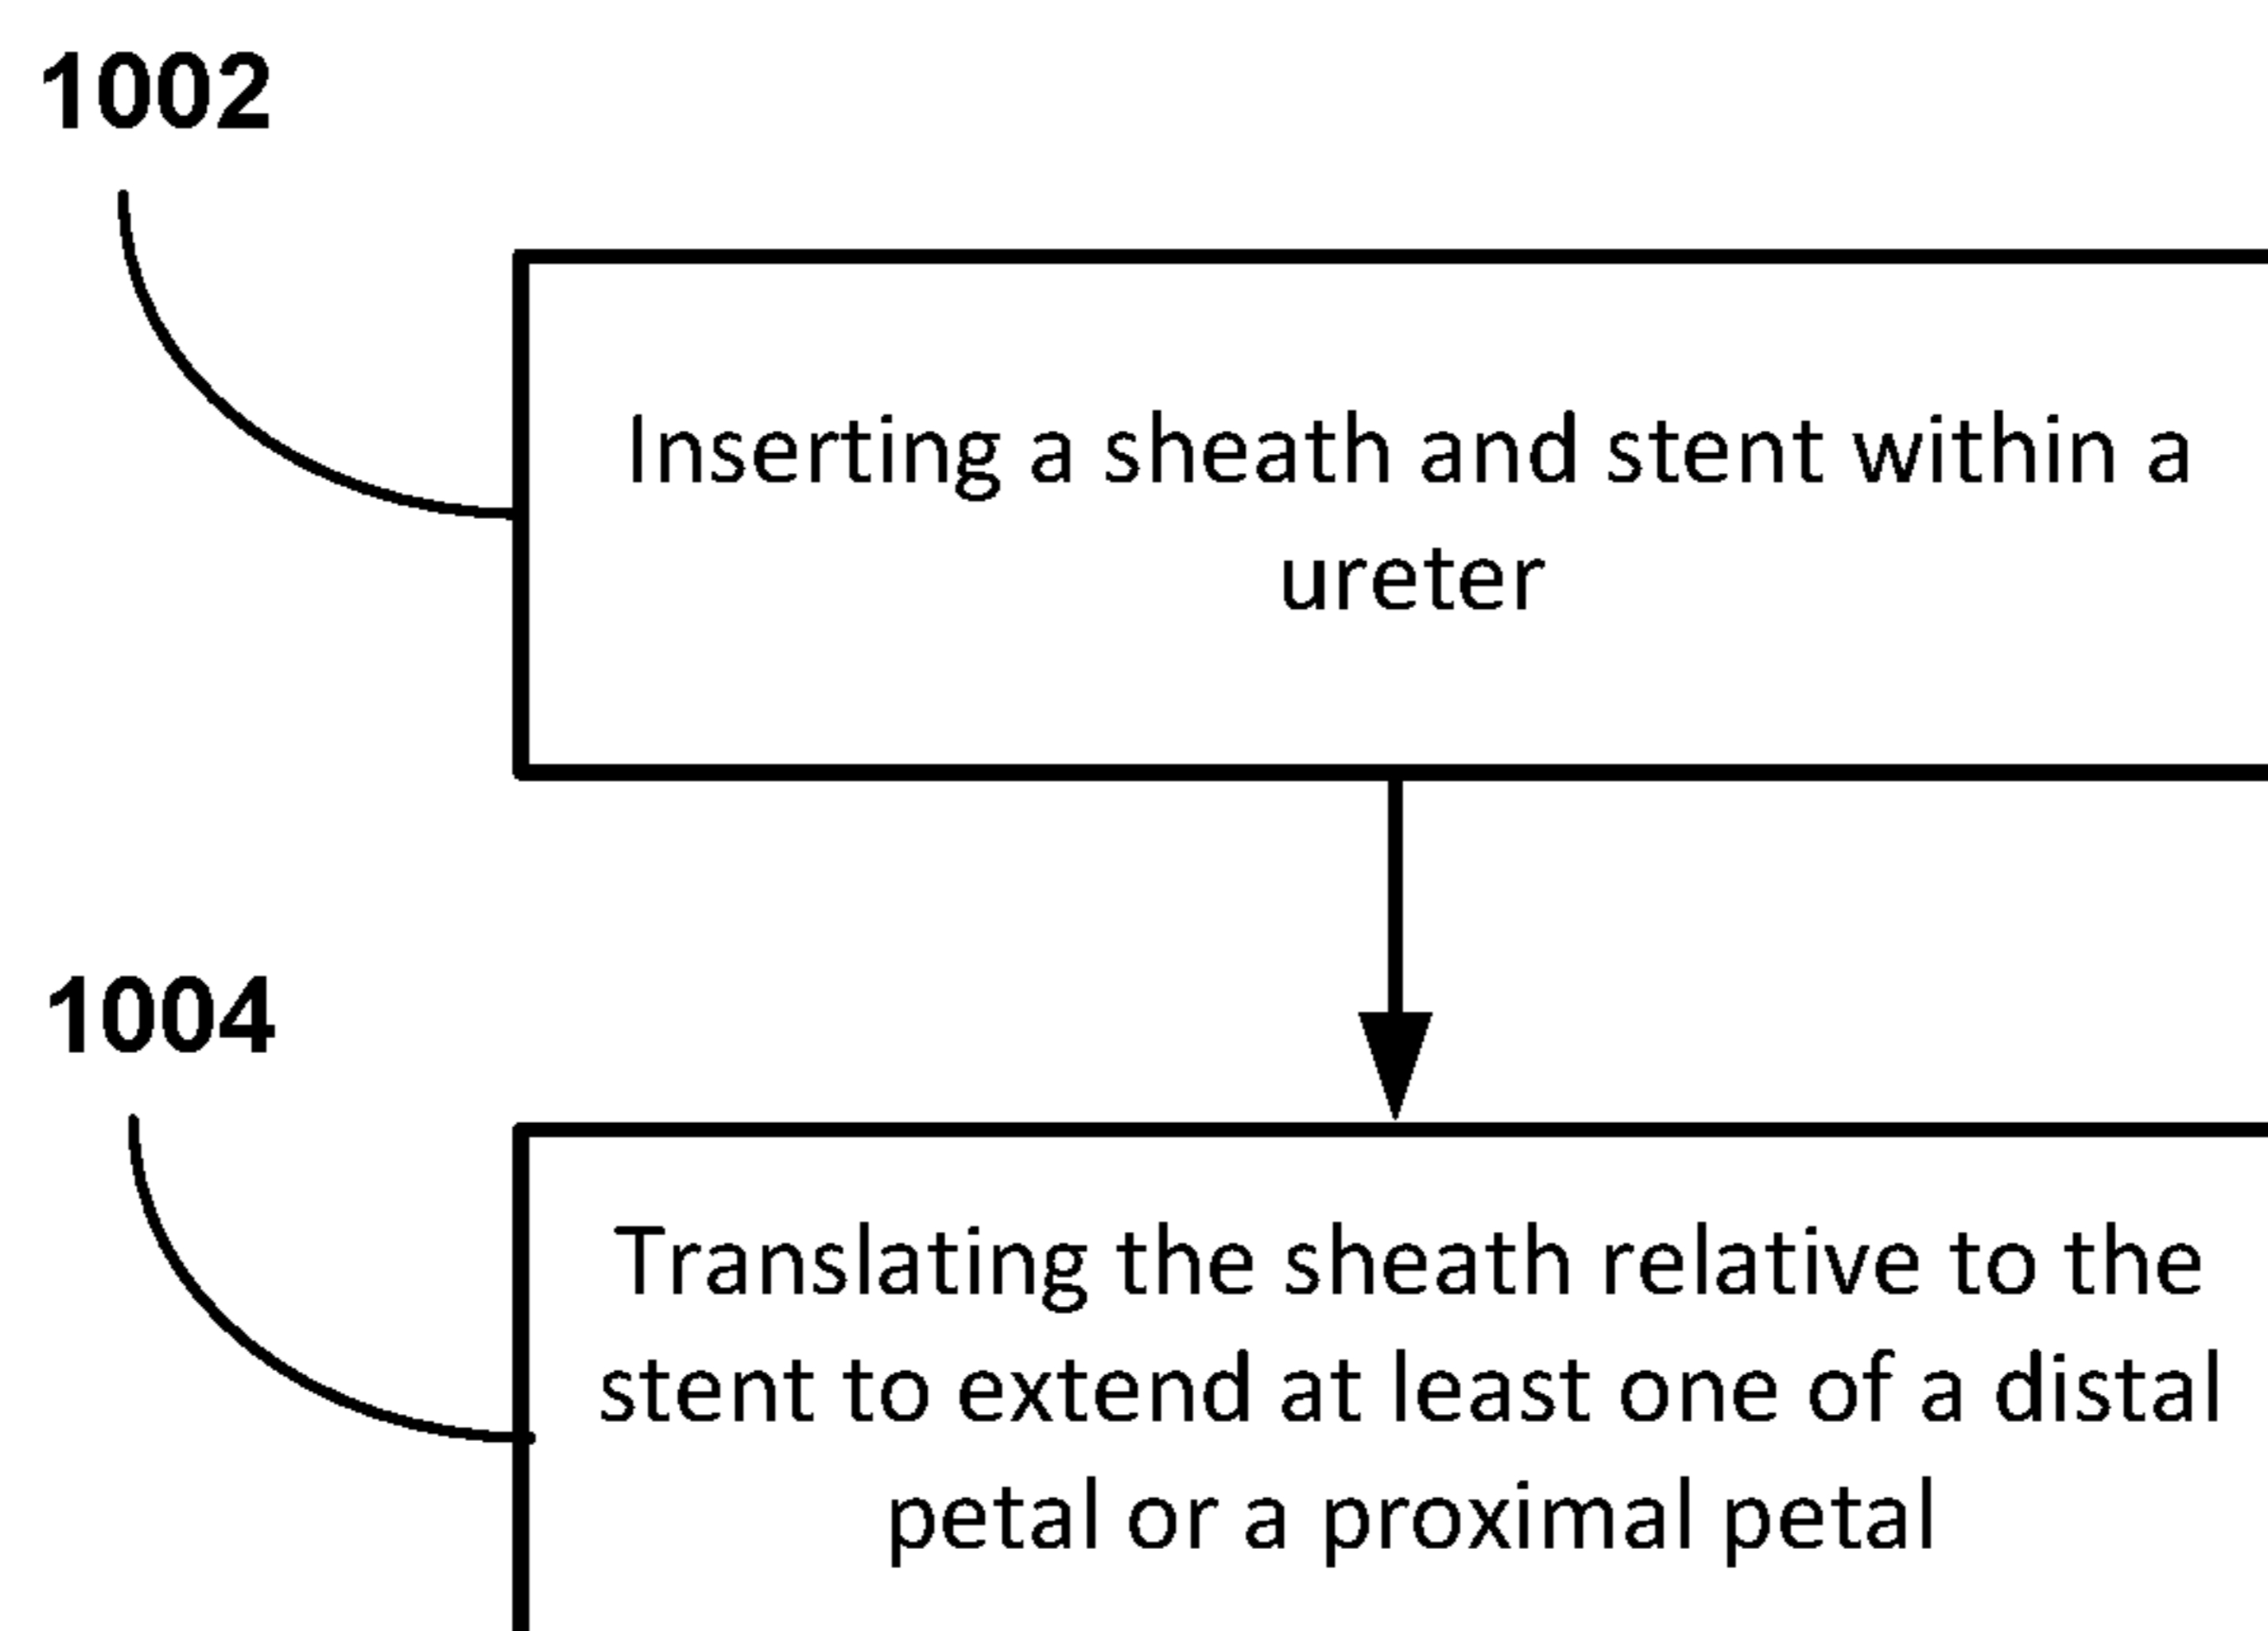 1002
Inserting a sheath and stent within a
ureter
1004
Translating the sheath relative to the
stent to extend at least one of a distal
petal or a proximal petal